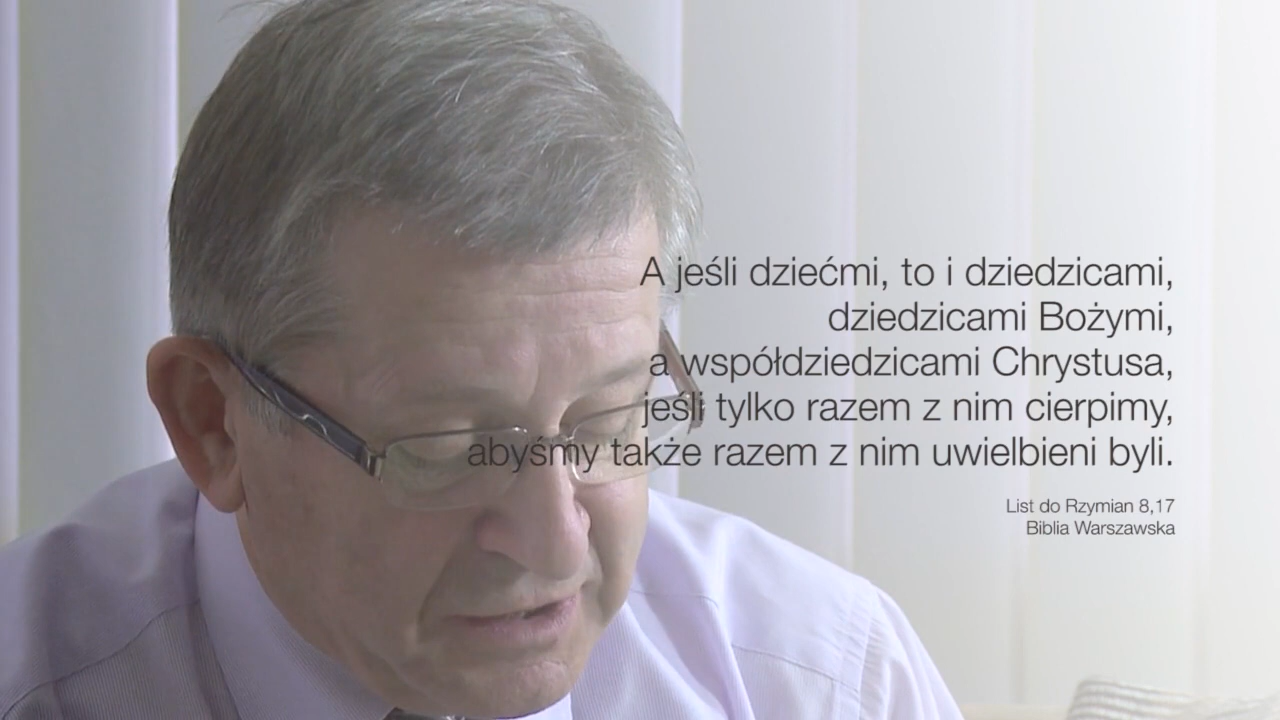 A jeśli dziećmi, to i dziedzicami,
dziedzicami Bożymi,
a współdziedzicami Chrystusa,
jeśli tylko razem z nim cierpimy,
abyśmy także razem z nim uwielbieni byli.
List do Rzymian 8,17
Biblia Warszawska